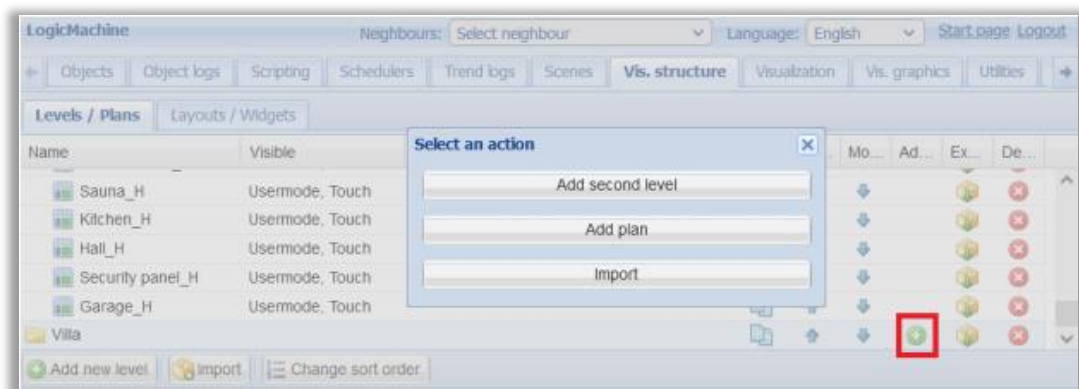 LogicMachine Neighbours: Select neighbour Language: English Start page Logout
Objects Object logs Scripting Schedulers Trend logs Scenes Vis. structure Visualization Vis. graphics Utilities
Levels / Plans Layouts / Widgets
Name Visible Mo... Ad... Ex... De...
Select an action
Add second level
Add plan
Import
Sauna_H Usermode, Touch
Kitchen_H Usermode, Touch
Hall_H Usermode, Touch
Security panel_H Usermode, Touch
Garage_H Usermode, Touch
Villa
Add new level Import Change sort order